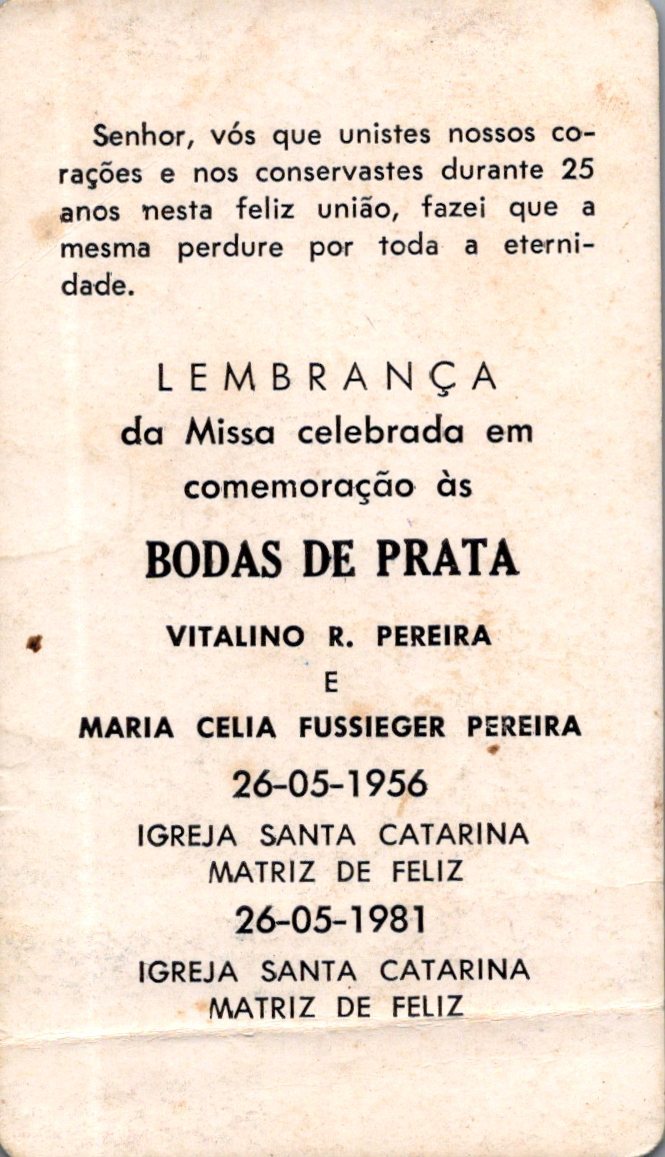 Senhor, vós que unistes nossos co-
rações e nos conservastes durante 25
anos nesta feliz união, fazei que a
mesma perdure por toda a eterni-
dade.
LEMBRANÇA
da Missa celebrada em
comemoração às
BODAS DE PRATA
VITALINO R. PEREIRA
E
MARIA CELIA FUSSIEGER PEREIRA
26-05-1956
IGREJA SANTA CATARINA
MATRIZ DE FELIZ
26-05-1981
IGREJA SANTA CATARINA
MATRIZ DE FELIZ